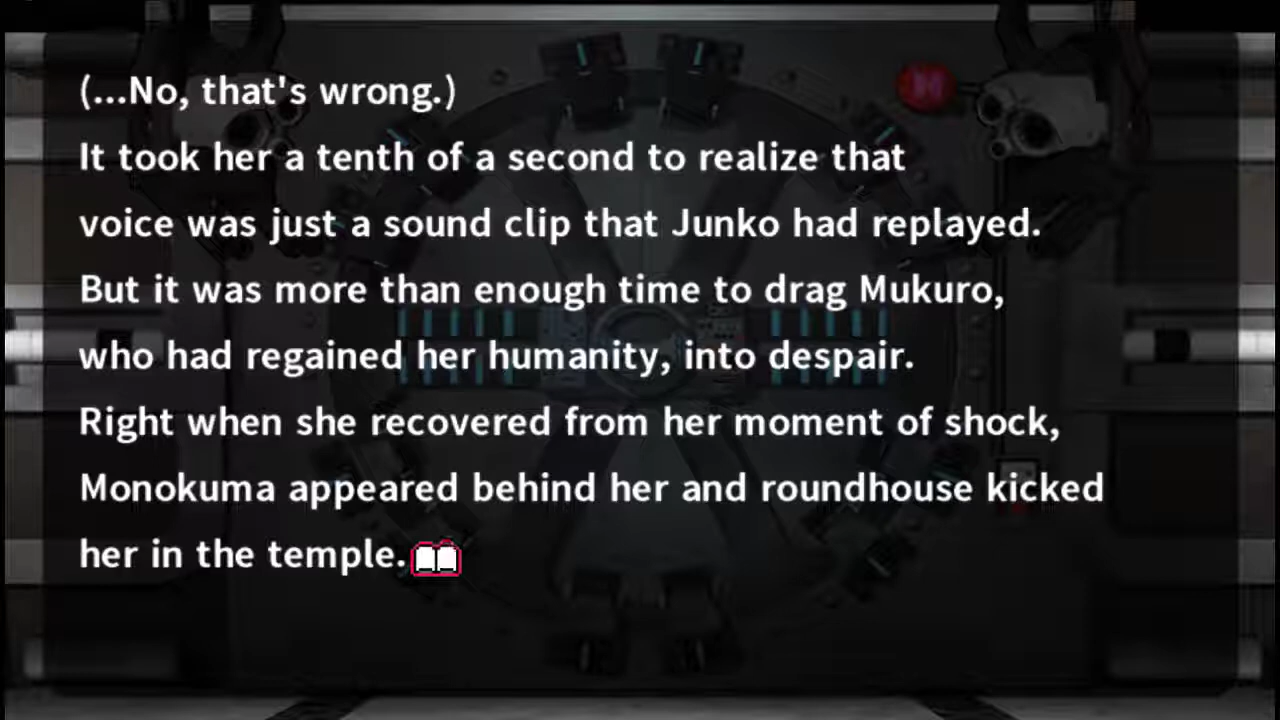 (...No, that's wrong.)
It took her a tenth of a second to realize that
voice was just a sound clip that Junko had replayed.
But it was more than enough time to drag Mukuro,
who had regained her humanity, into despair.
Right when she recovered from her moment of shock,
Monokuma appeared behind her and roundhouse kicked
her in the temple.